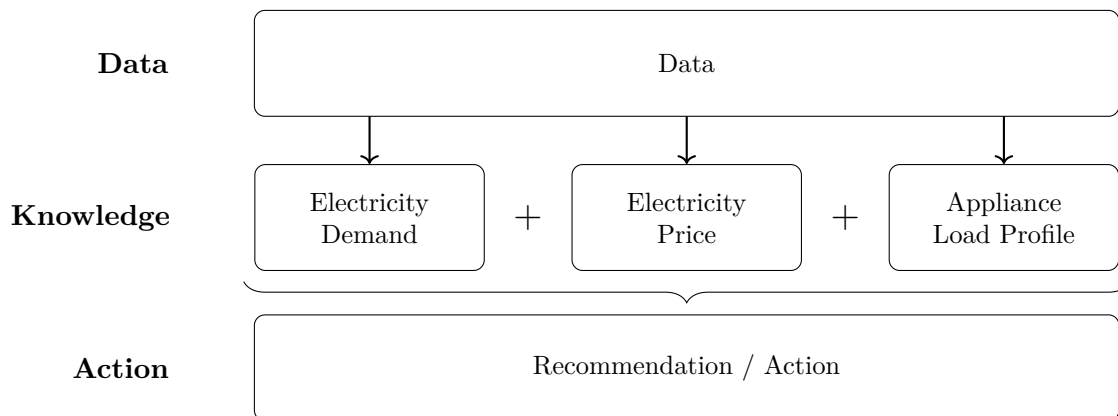 Data
Data
Knowledge
Electricity
Demand
+
Electricity
Price
+
Appliance
Load Profile
Action
Recommendation / Action